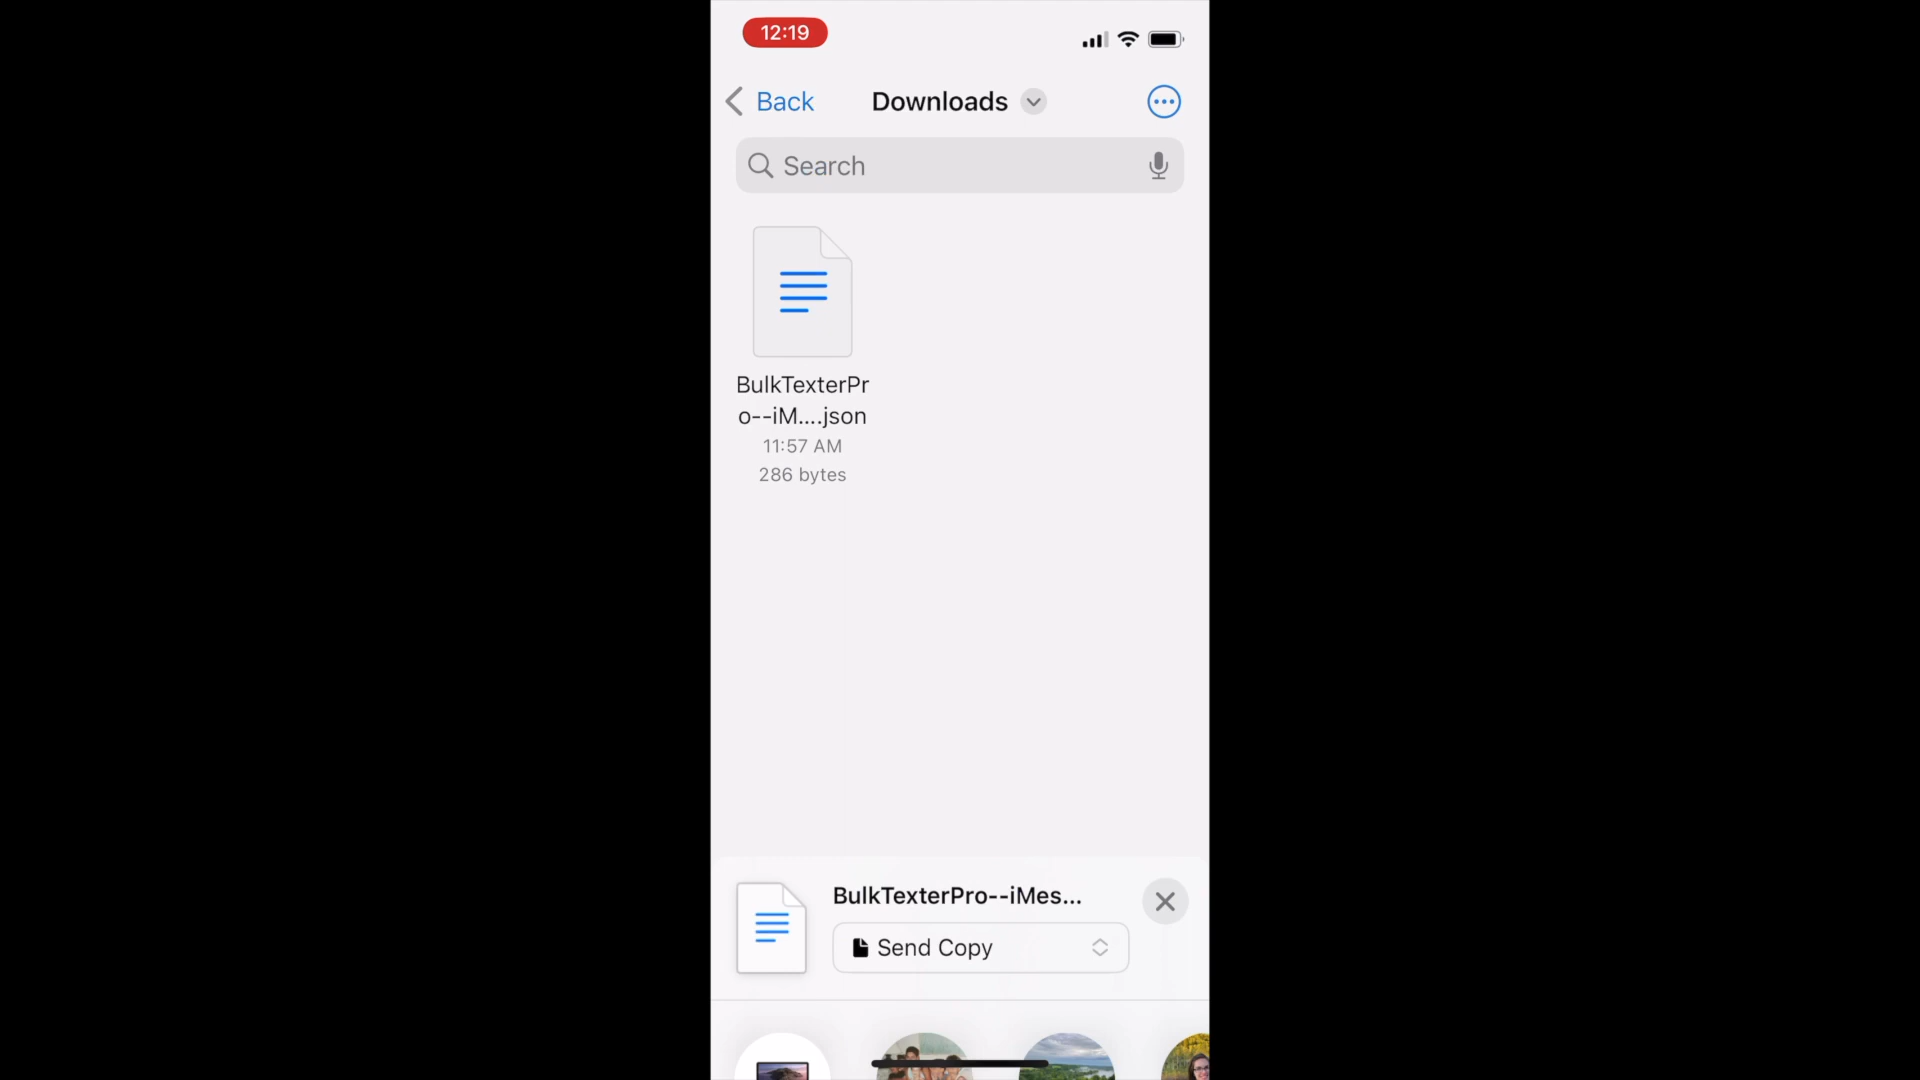 12:19
Back
Downloads
Search
BulkTexterPr
o--iM....json
11:57 AM
286 bytes
BulkTexterPro--iMes...
Send Copy